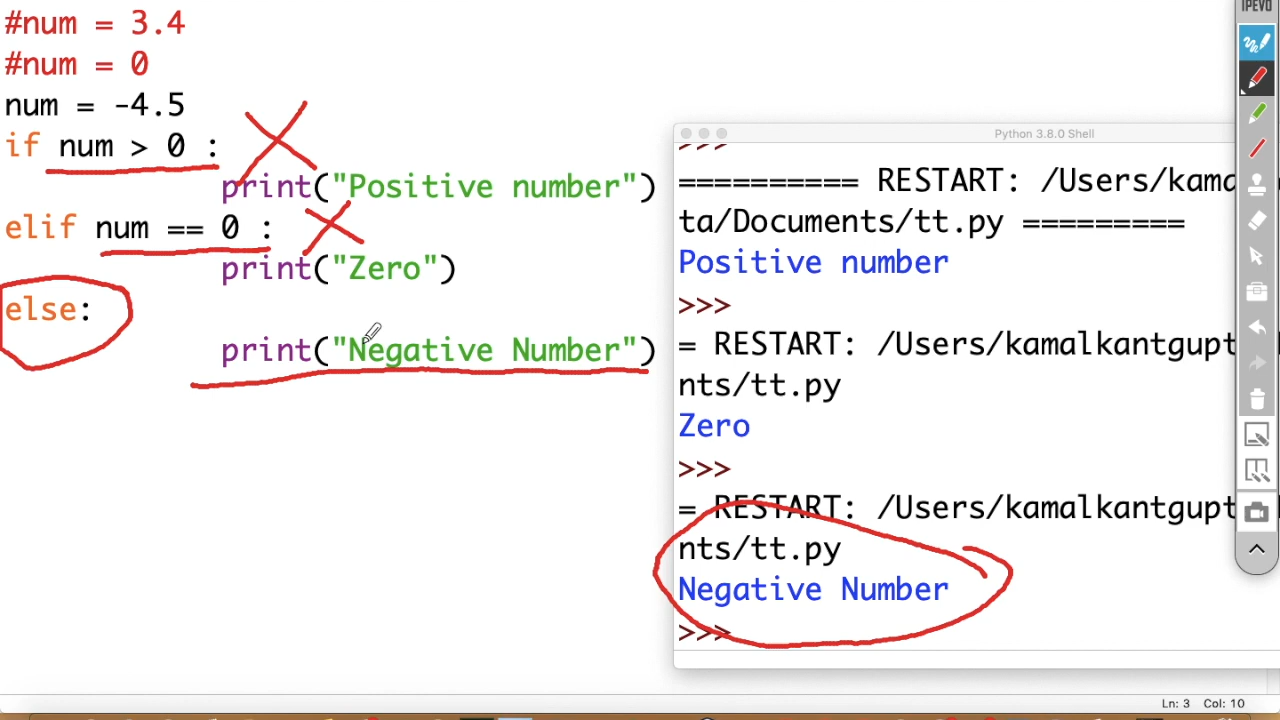 #num = 3.4
#num = 0
num = -4.5
if num > 0 :
print("Positive number")
elif num == 0 :
print("Zero")
else:
print("Negative Number")
IPEVO
Python 3.8.0 Shell
>>>
========== RESTART: /Users/kama
ta/Documents/tt.py =========
Positive number
>>>
= RESTART: /Users/kamalkantgupt
nts/tt.py
Zero
>>>
= RESTART: /Users/kamalkantgupt
nts/tt.py
Negative Number
>>>
Ln: 3 Col: 10